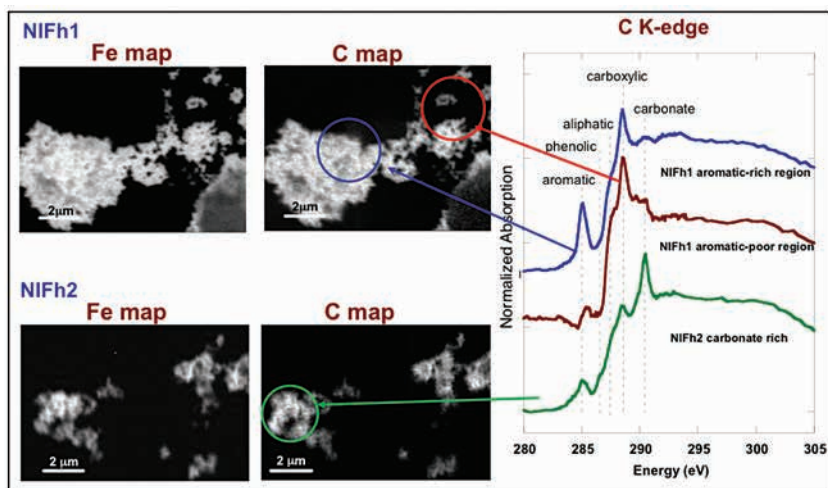 NIFh1
Fe map
C map
2μm
2μm
NIFh2
Fe map
C map
2 μm
2 μm
C K-edge
carboxylic
carbonate
aliphatic
phenolic
aromatic
NIFh1 aromatic-rich region
NIFh1 aromatic-poor region
NIFh2 carbonate rich
Normalized Absorption
280 285 290 295 300 305
Energy (eV)